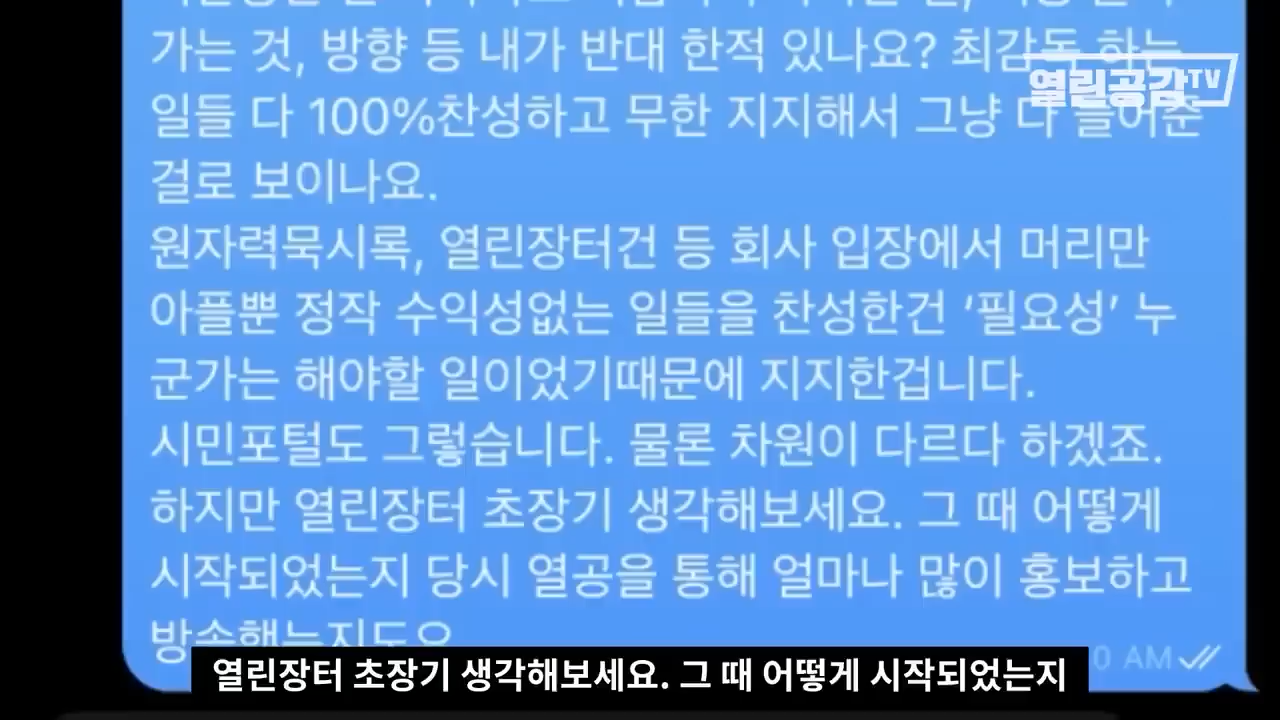 가는 것, 방향 등 내가 반대 한적 있나요? 최감독 하는
열린공감TV
일들 다 100%찬성하고 무한 지지해서 그냥 다 들어준
걸로 보이나요.
원자력묵시록, 열린장터건 등 회사 입장에서 머리만
아플뿐 정작 수익성없는 일들을 찬성한건 ‘필요성’ 누
군가는 해야할 일이었기때문에 지지한겁니다.
시민포털도 그렇습니다. 물론 차원이 다르다 하겠죠.
하지만 열린장터 초장기 생각해보세요. 그 때 어떻게
시작되었는지 당시 열공을 통해 얼마나 많이 홍보하고
방송했는지도요
0 AM
열린장터 초장기 생각해보세요. 그 때 어떻게 시작되었는지